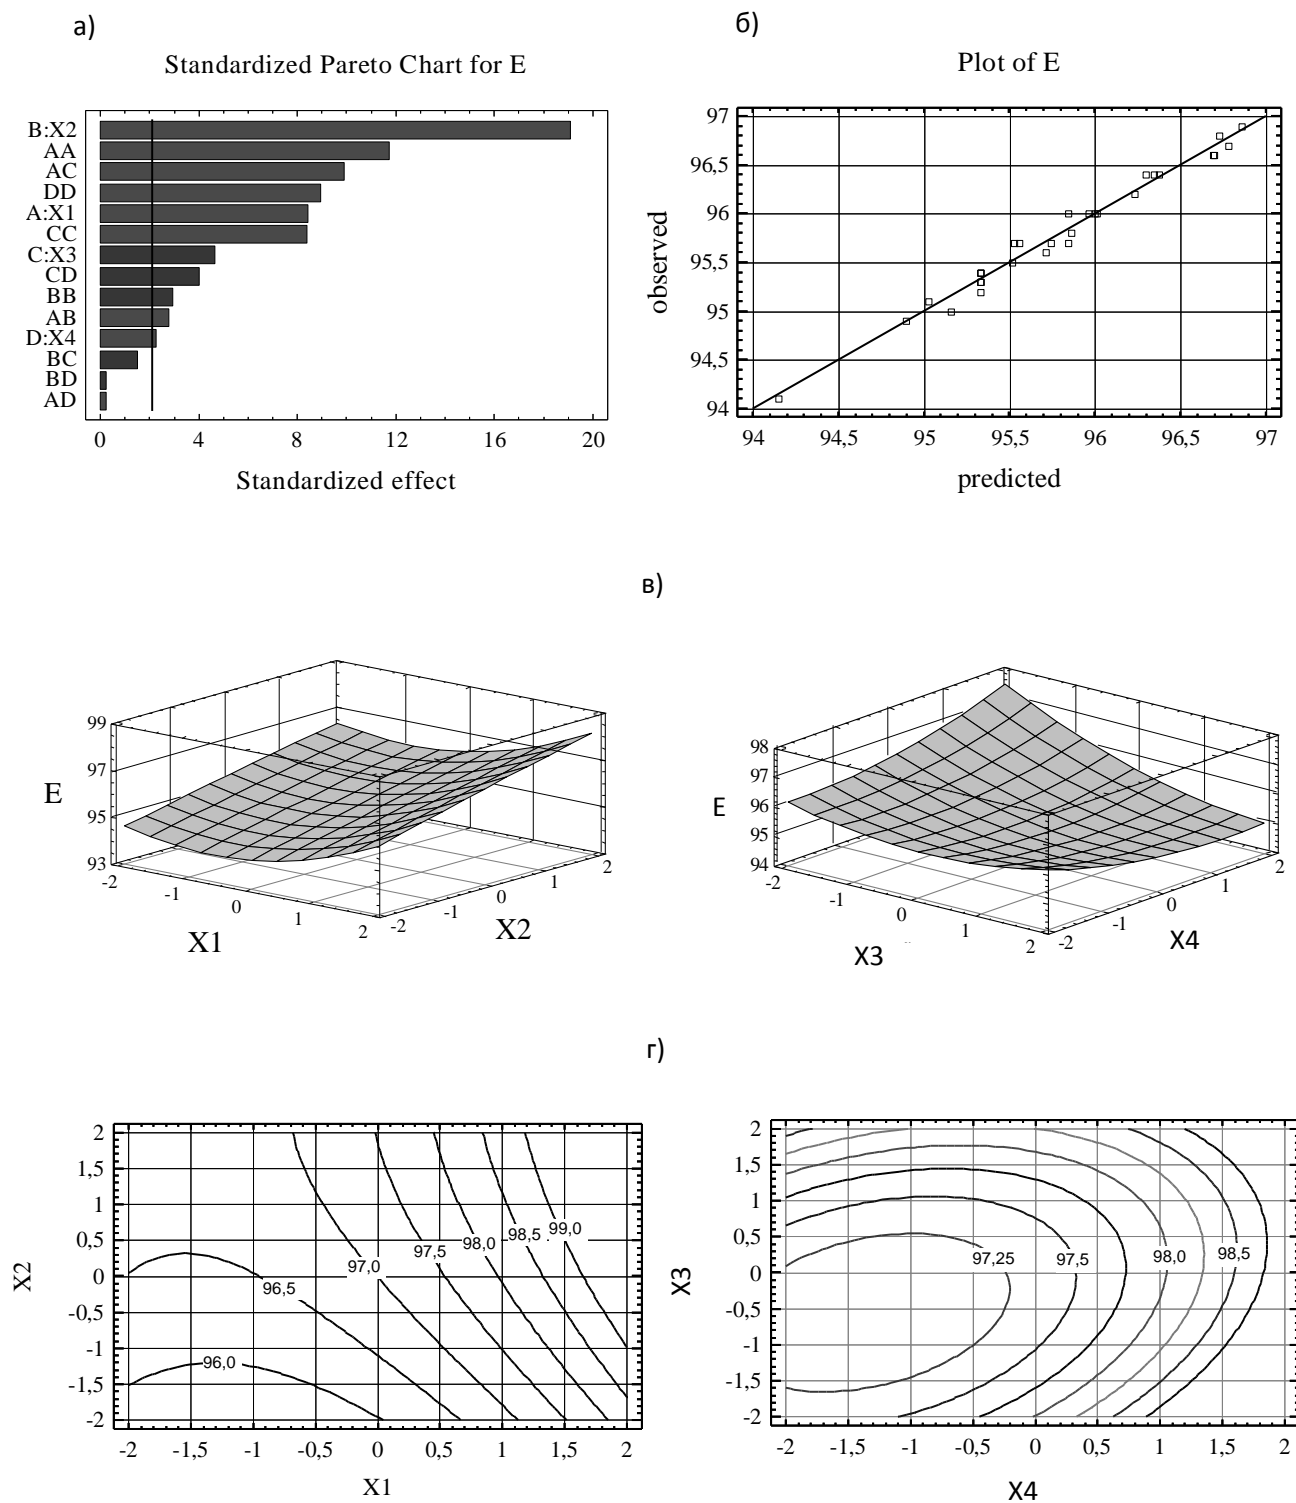 а)
Standardized Pareto Chart for E
B:X2
AA
AC
DD
A:X1
CC
C:X3
CD
BB
AB
D:X4
BC
BD
AD
0 4 8 12 16 20
Standardized effect
б)
Plot of E
97
96,5
96
95,5
95
94,5
94
observed
94 94,5 95 95,5 96 96,5 97
predicted
в)
99
97
95
93
E
-2 -1 0 1 2
X1
-2 -1 0 1 2
X2
98
97
96
95
94
E
-2 -1 0 1 2
X3
-2 -1 0 1 2
X4
г)
2
1,5
1
0,5
0
-0,5
-1
-1,5
-2
X2
96,0
96,5
97,0
97,5
98,0
98,5
99,0
-2 -1,5 -1 -0,5 0 0,5 1 1,5 2
X1
2
1,5
1
0,5
0
-0,5
-1
-1,5
-2
X3
97,25
97,5
98,0
98,5
-2 -1,5 -1 -0,5 0 0,5 1 1,5 2
X4